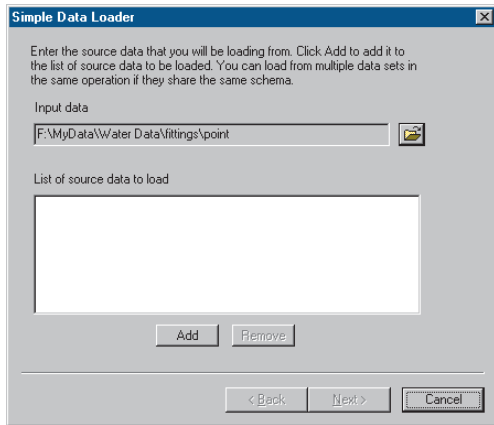 Simple Data Loader
Enter the source data that you will be loading from. Click Add to add it to
the list of source data to be loaded. You can load from multiple data sets in
the same operation if they share the same schema.
Input data
F:\MyData\Water Data\fittings\point
List of source data to load
Add Remove
< Back Next > Cancel